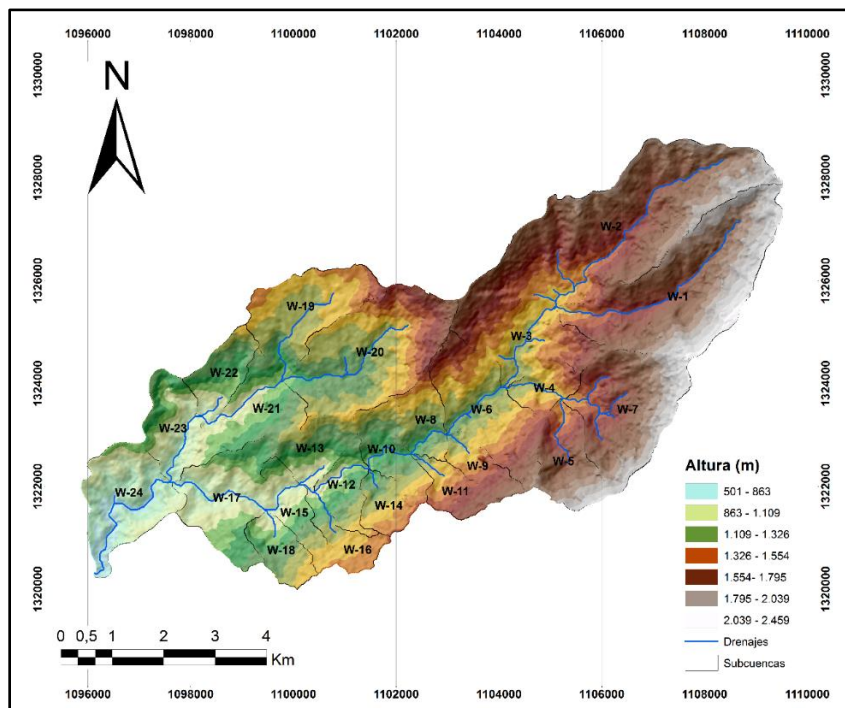 1096000 1098000 1100000 1102000 1104000 1106000 1108000 1110000
1330000
1330000
N
1328000
1328000
W-2
1326000
1326000
W-1
W-19
W-3
W-20
1324000
1324000
W-22
W-4
W-21
W-6
W-7
W-8
W-23
W-13
W-10
W-9
W-5
1322000
1322000
W-24
W-17
W-12
W-11
W-14
W-15
W-18
W-16
1320000
1320000
Altura (m)
501 - 863
863 - 1.109
1.109 - 1.326
1.326 - 1.554
1.554- 1.795
1.795 - 2.039
2.039 - 2.459
Drenajes
Subcuencas
0 0,5 1 2 3 4
Km
1096000 1098000 1100000 1102000 1104000 1106000 1108000 1110000